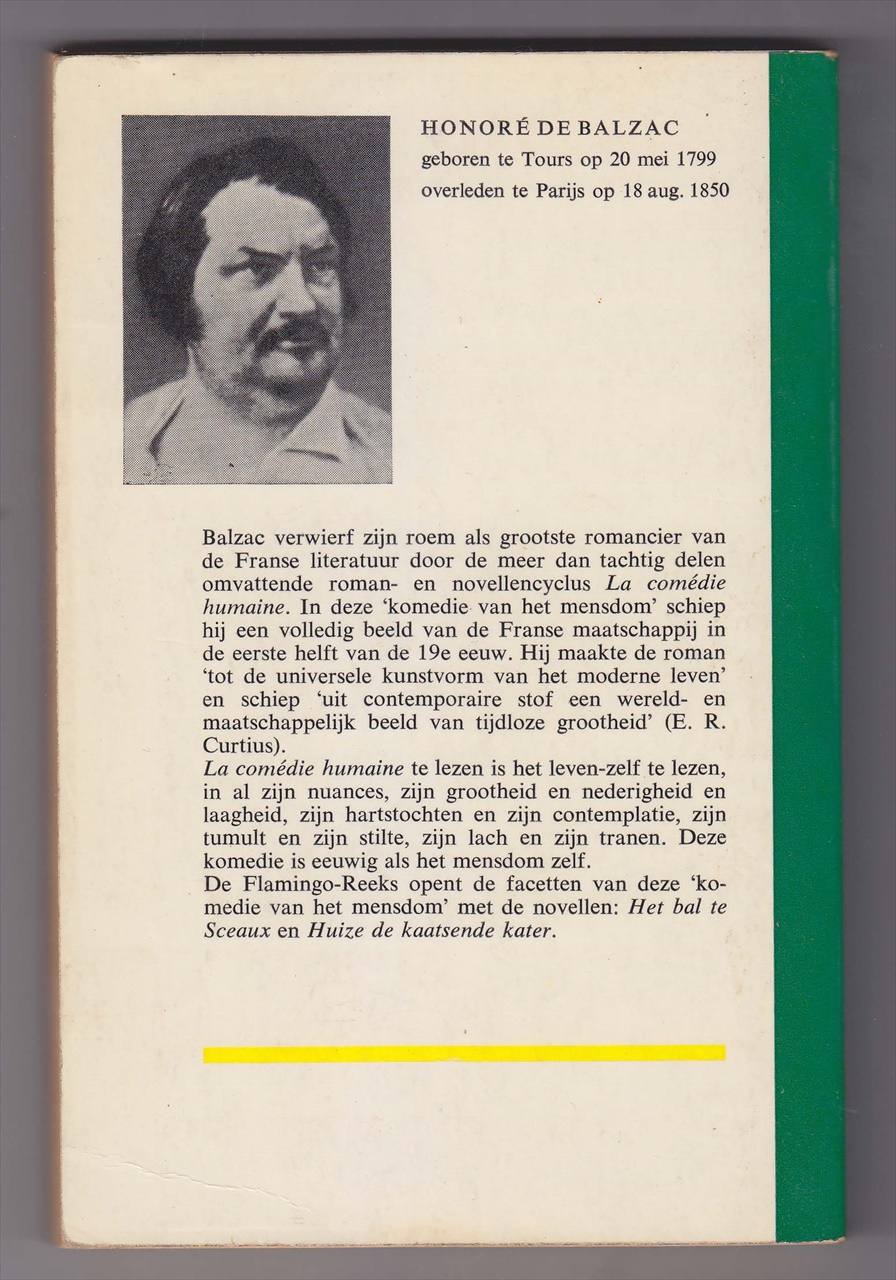 HONORÉ DE BALZAC
geboren te Tours op 20 mei 1799
overleden te Parijs op 18 aug. 1850
Balzac verwierf zijn roem als grootste romancier van
de Franse literatuur door de meer dan tachtig delen
omvattende roman- en novellencyclus La comédie
humaine. In deze ‘komedie van het mensdom’ schiep
hij een volledig beeld van de Franse maatschappij in
de eerste helft van de 19e eeuw. Hij maakte de roman
‘tot de universele kunstvorm van het moderne leven’
en schiep ‘uit contemporaire stof een wereld- en
maatschappelijk beeld van tijdloze grootheid’ (E. R.
Curtius).
La comédie humaine te lezen is het leven-zelf te lezen,
in al zijn nuances, zijn grootheid en nederigheid en
laagheid, zijn hartstochten en zijn contemplatie, zijn
tumult en zijn stilte, zijn lach en zijn tranen. Deze
komedie is eeuwig als het mensdom zelf.
De Flamingo-Reeks opent de facetten van deze ‘ko-
medie van het mensdom’ met de novellen: Het bal te
Sceaux en Huize de kaatsende kater.